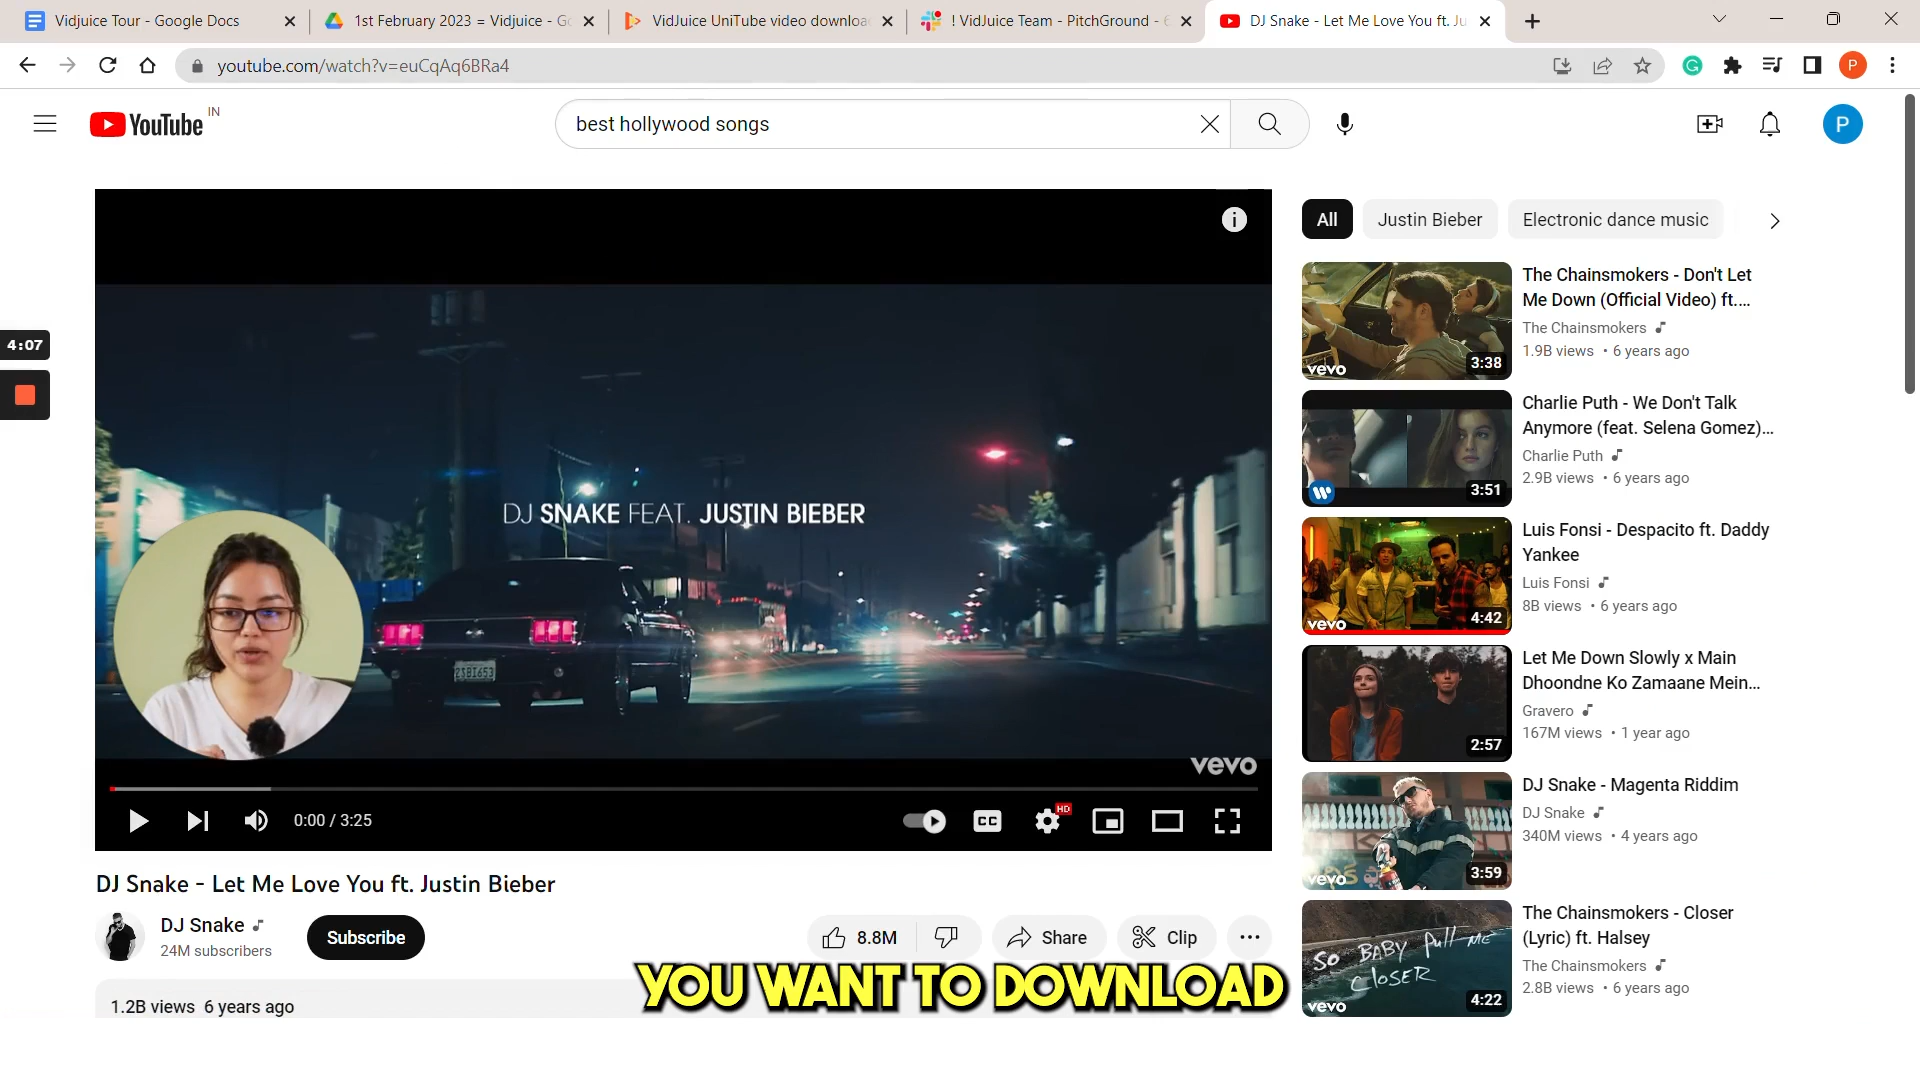 Vidjuice Tour - Google Docs
1st February 2023 = Vidjuice - Go
VidJuice UniTube video downloa
! VidJuice Team - PitchGround - 6
DJ Snake - Let Me Love You ft. Ju
youtube.com/watch?v=euCqAq6BRa4
P
YouTube IN
best hollywood songs
P
All
Justin Bieber
Electronic dance music
4:07
DJ SNAKE FEAT. JUSTIN BIEBER
vevo
0:00 / 3:25
CC
HD
DJ Snake - Let Me Love You ft. Justin Bieber
DJ Snake
24M subscribers
Subscribe
8.8M
Share
Clip
YOU WANT TO DOWNLOAD
1.2B views 6 years ago
The Chainsmokers - Don't Let
Me Down (Official Video) ft....
The Chainsmokers
1.9B views • 6 years ago
vevo
3:38
Charlie Puth - We Don't Talk
Anymore (feat. Selena Gomez)...
Charlie Puth
2.9B views • 6 years ago
3:51
Luis Fonsi - Despacito ft. Daddy
Yankee
Luis Fonsi
8B views • 6 years ago
vevo
4:42
Let Me Down Slowly x Main
Dhoondne Ko Zamaane Mein...
Gravero
167M views • 1 year ago
2:57
DJ Snake - Magenta Riddim
DJ Snake
340M views • 4 years ago
vevo
3:59
The Chainsmokers - Closer
(Lyric) ft. Halsey
The Chainsmokers
2.8B views • 6 years ago
SO BABY pull ME
CLOSER
vevo
4:22